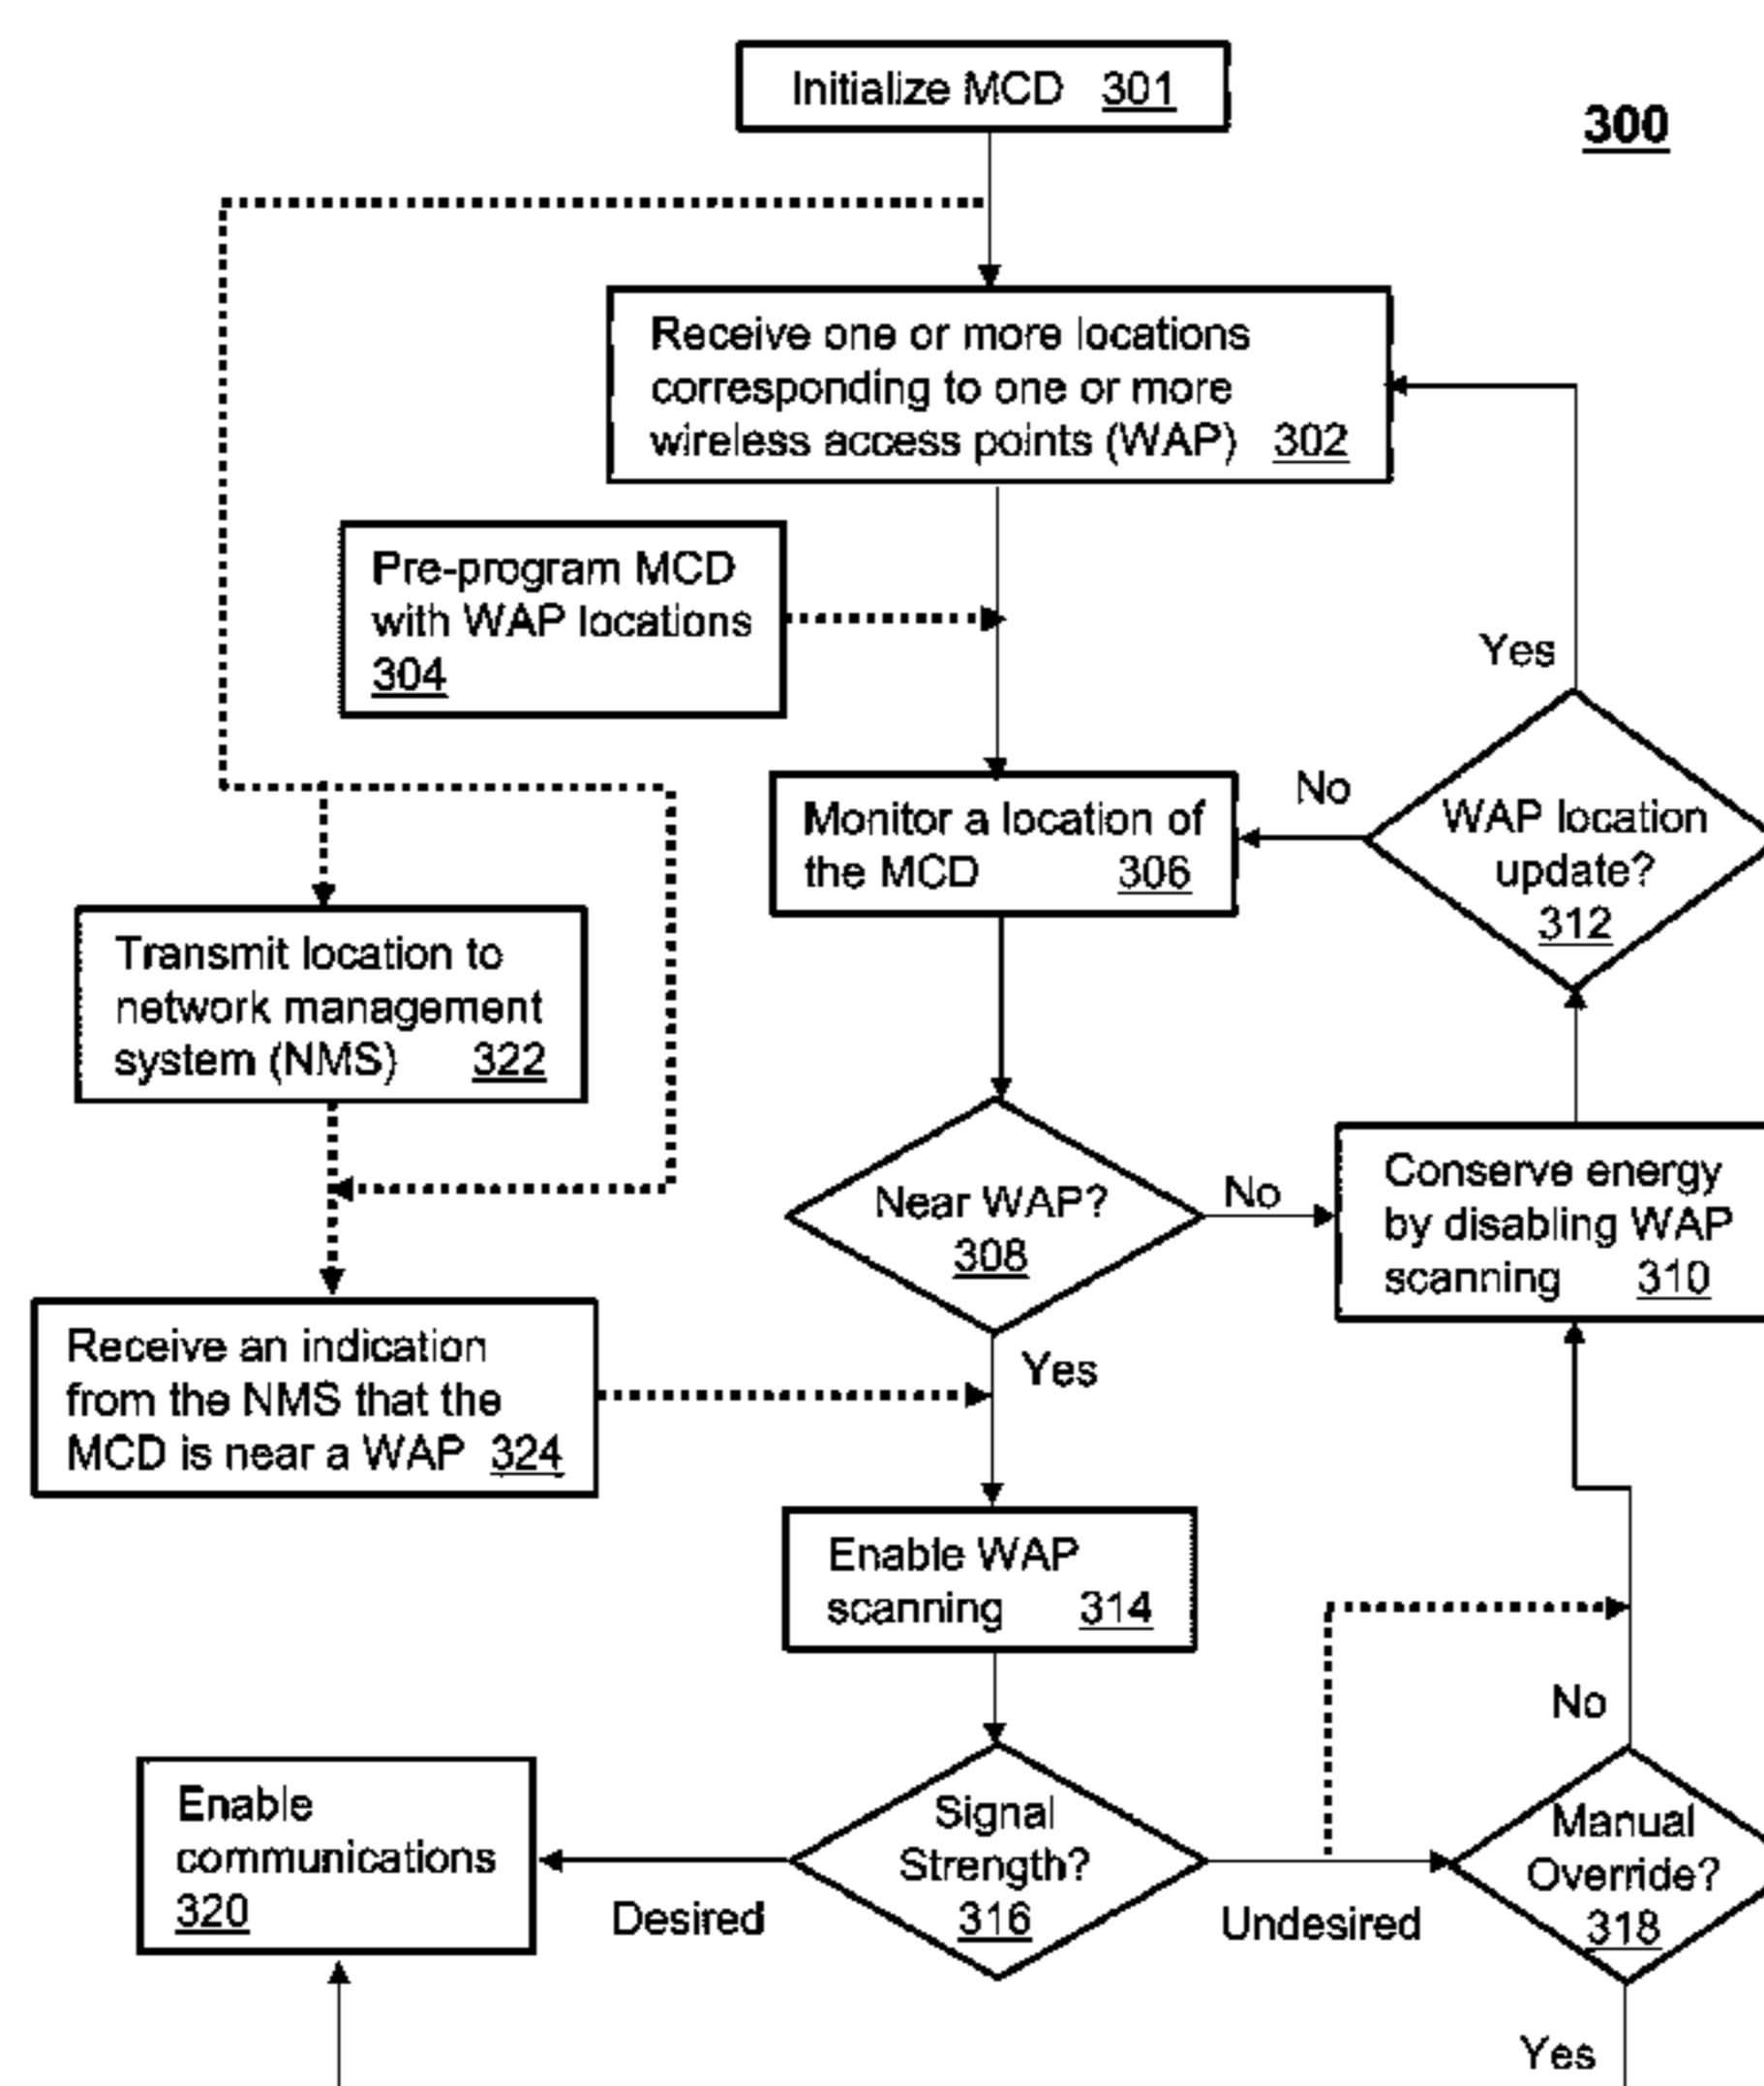 Initialize MCD 301
300
Receive one or more locations
corresponding to one or more
wireless access points (WAP) 302
Pre-program MCD
with WAP locations
304
Yes
No
Monitor a location of
the MCD 306
WAP location
update?
312
Transmit location to
network management
system (NMS) 322
Near WAP?
308
No
Conserve energy
by disabling WAP
scanning 310
Receive an indication
from the NMS that the
MCD is near a WAP 324
Yes
Enable WAP
scanning 314
No
Enable
communications
320
Signal
Strength?
316
Desired
Undesired
Manual
Override?
318
Yes